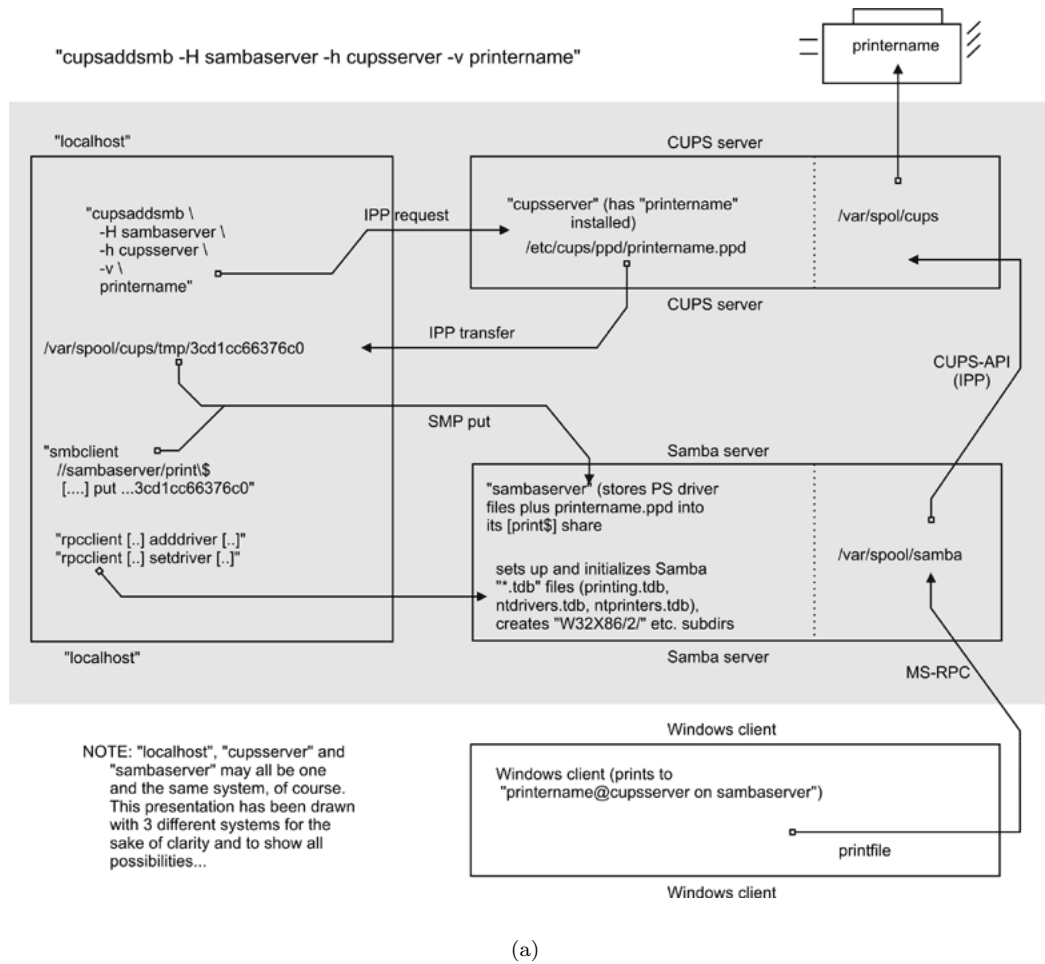 "cupsaddsmb -H sambaserver -h cupsserver -v printername"
printername
"localhost"
"cupsaddsmb \
-H sambaserver \
-h cupsserver \
-v \
printername"
IPP request
CUPS server
"cupsserver" (has "printername"
installed)
/etc/cups/ppd/printername.ppd
/var/spol/cups
CUPS server
IPP transfer
/var/spool/cups/tmp/3cd1cc66376c0
CUPS-API
(IPP)
SMP put
"smbclient
//sambaserver/print\$
[....] put ...3cd1cc66376c0"
"rpcclient [..] adddriver [..]"
"rpcclient [..] setdriver [..]"
"localhost"
Samba server
"sambaserver" (stores PS driver
files plus printername.ppd into
its [print$] share
sets up and initializes Samba
"*.tdb" files (printing.tdb,
ntdrivers.tdb, ntprinters.tdb),
creates "W32X86/2/" etc. subdirs
/var/spool/samba
Samba server
MS-RPC
NOTE: "localhost", "cupsserver" and
"sambaserver" may all be one
and the same system, of course.
This presentation has been drawn
with 3 different systems for the
sake of clarity and to show all
possibilities...
Windows client
Windows client (prints to
"printername@cupsserver on sambaserver")
printfile
Windows client
(a)